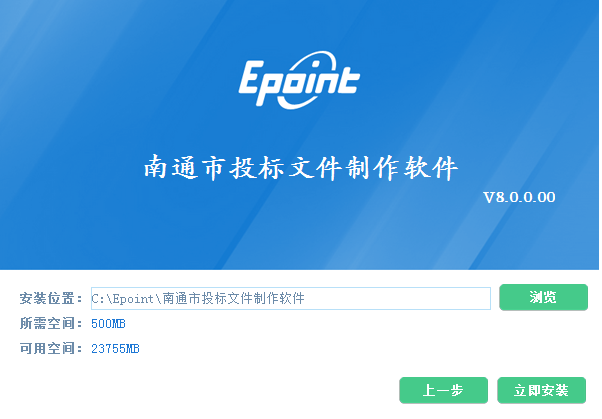 Epoint
南通市投标文件制作软件
V8.0.0.00
安装位置： C:\Epoint\南通市投标文件制作软件 浏览
所需空间： 500MB
可用空间： 23755MB
上一步 立即安装